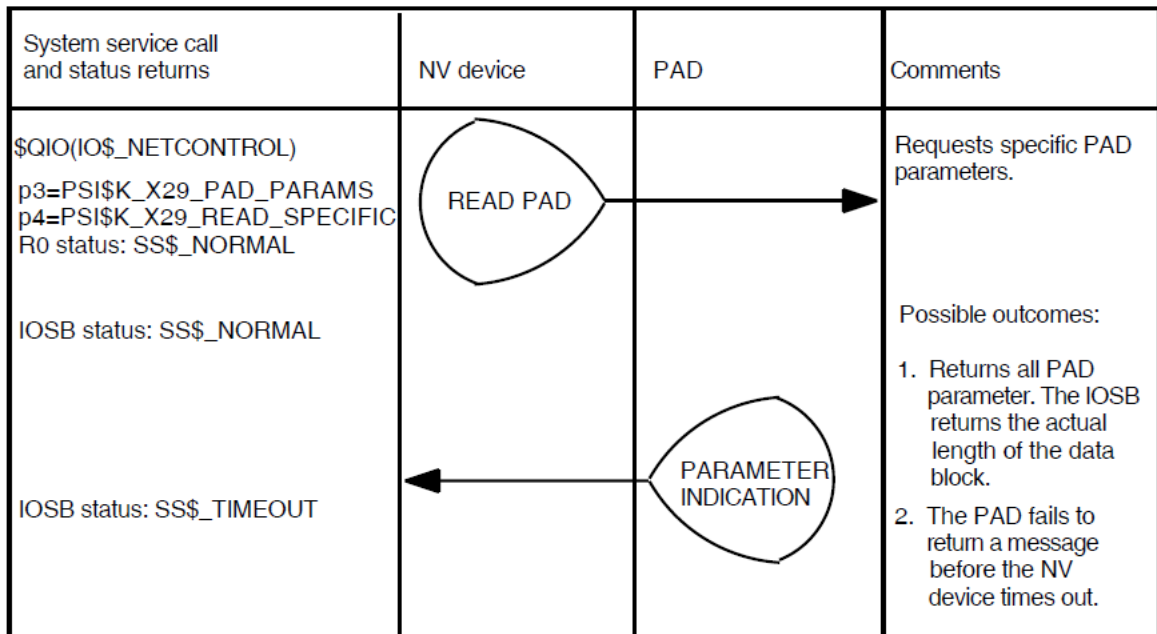 System service call
and status returns
NV device
PAD
Comments
$QIO(IO$_NETCONTROL)
p3=PSI$K_X29_PAD_PARAMS
p4=PSI$K_X29_READ_SPECIFIC
R0 status: SS$_NORMAL
READ PAD
Requests specific PAD
parameters.
IOSB status: SS$_NORMAL
IOSB status: SS$_TIMEOUT
PARAMETER
INDICATION
Possible outcomes:
1. Returns all PAD
parameter. The IOSB
returns the actual
length of the data
block.
2. The PAD fails to
return a message
before the NV
device times out.